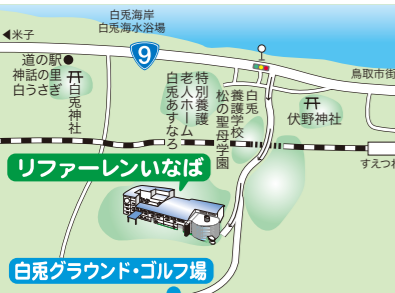 白兎海岸
白兎海水浴場
◀米子
9
道の駅
神話の里
白うさぎ
白兎神社
特別養護
老人ホーム
白兎あすなろ
白兎
養護学校
松の聖母学園
鳥取市街
伏野神社
すえつね
リファーレンいなば
白兎グラウンド・ゴルフ場